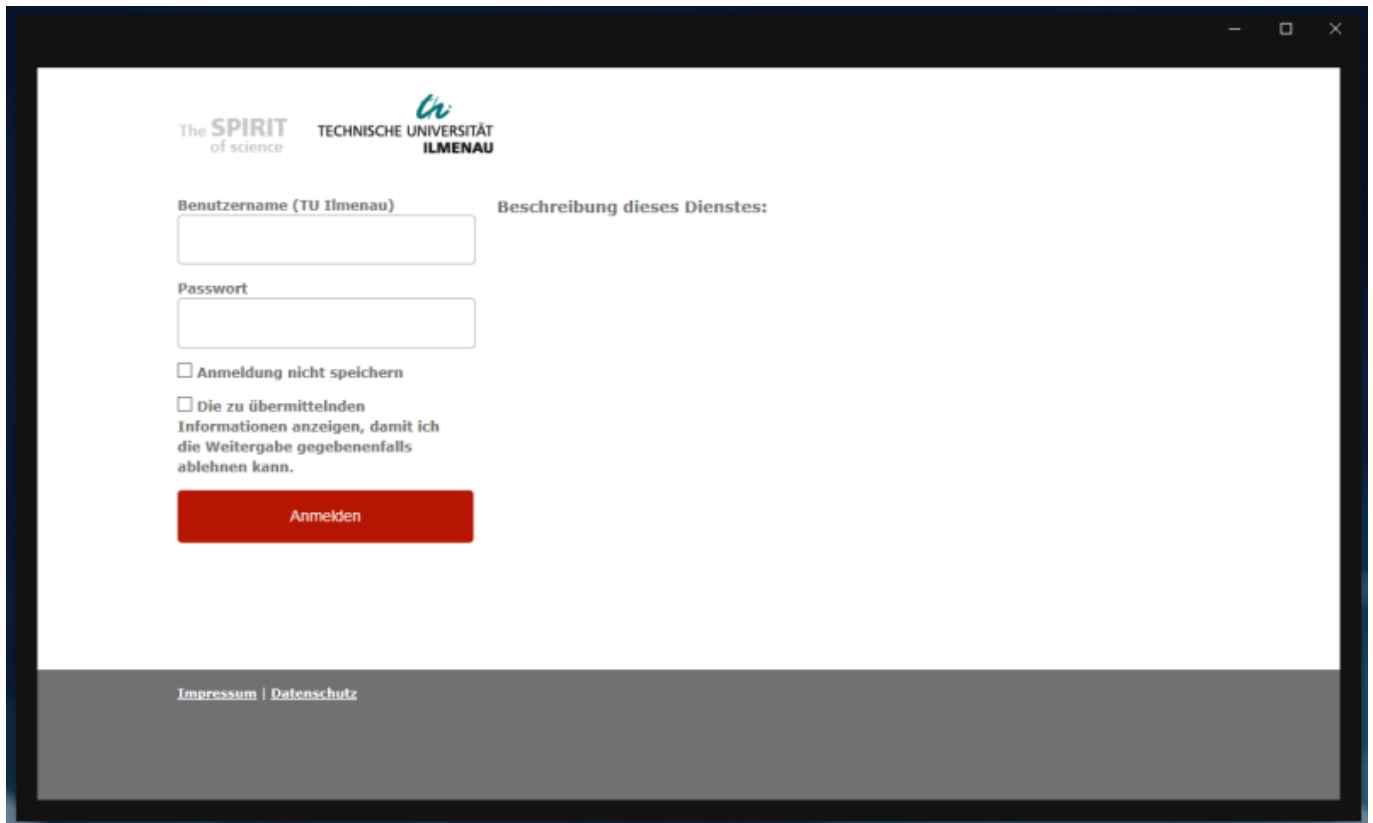 The SPIRIT
of science
TECHNISCHE UNIVERSITÄT
ILMENAU
Benutzername (TU Ilmenau)
Beschreibung dieses Dienstes:
Passwort
Anmeldung nicht speichern
Die zu übermittelnden
Informationen anzeigen, damit ich
die Weitergabe gegebenenfalls
ablehnen kann.
Anmelden
Impressum | Datenschutz